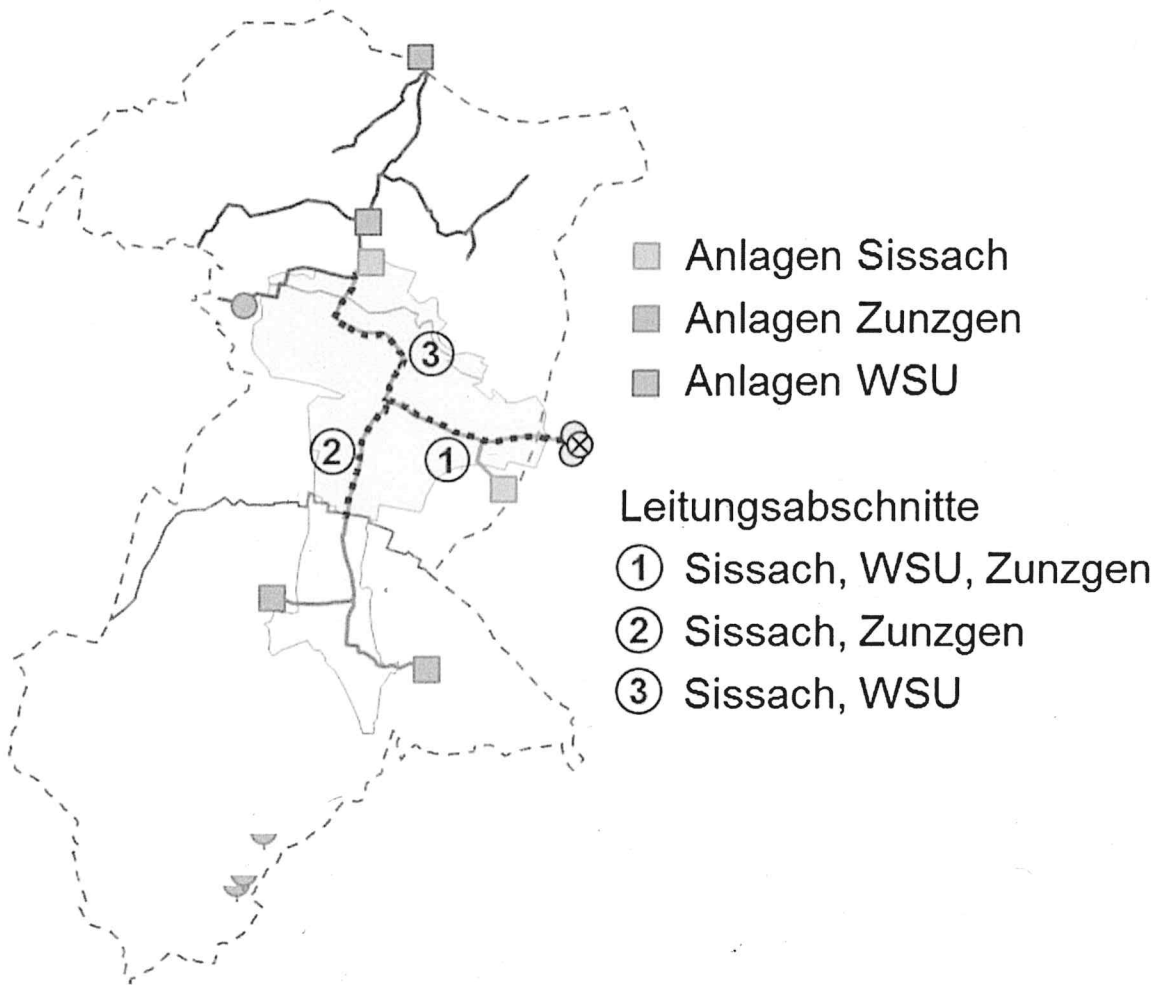 Anlagen Sissach
Anlagen Zunzgen
Anlagen WSU
3
2
1
Leitungsabschnitte
1 Sissach, WSU, Zunzgen
2 Sissach, Zunzgen
3 Sissach, WSU